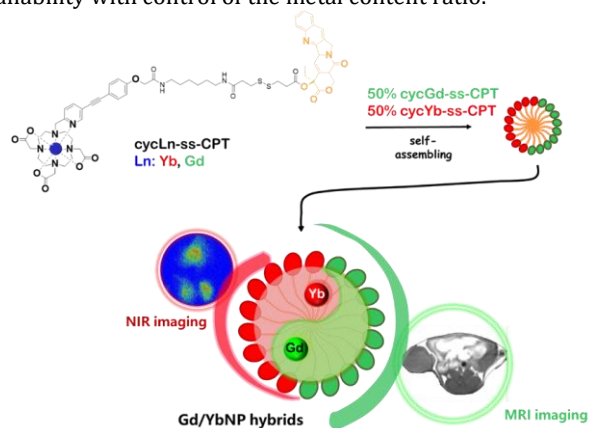 unability with control of the metal content ratio.
O
N
N
O
O
O
O
H
N
O
S-S
O
N
H
O
O
O
O
N
N
N
N
N
O
O
O
O
O
O
cycLn-ss-CPT
Ln: Yb, Gd
50% cycGd-ss-CPT
50% cycYb-ss-CPT
self-
assembling
Yb
NIR imaging
Gd
Gd/YbNP hybrids
MRI imaging